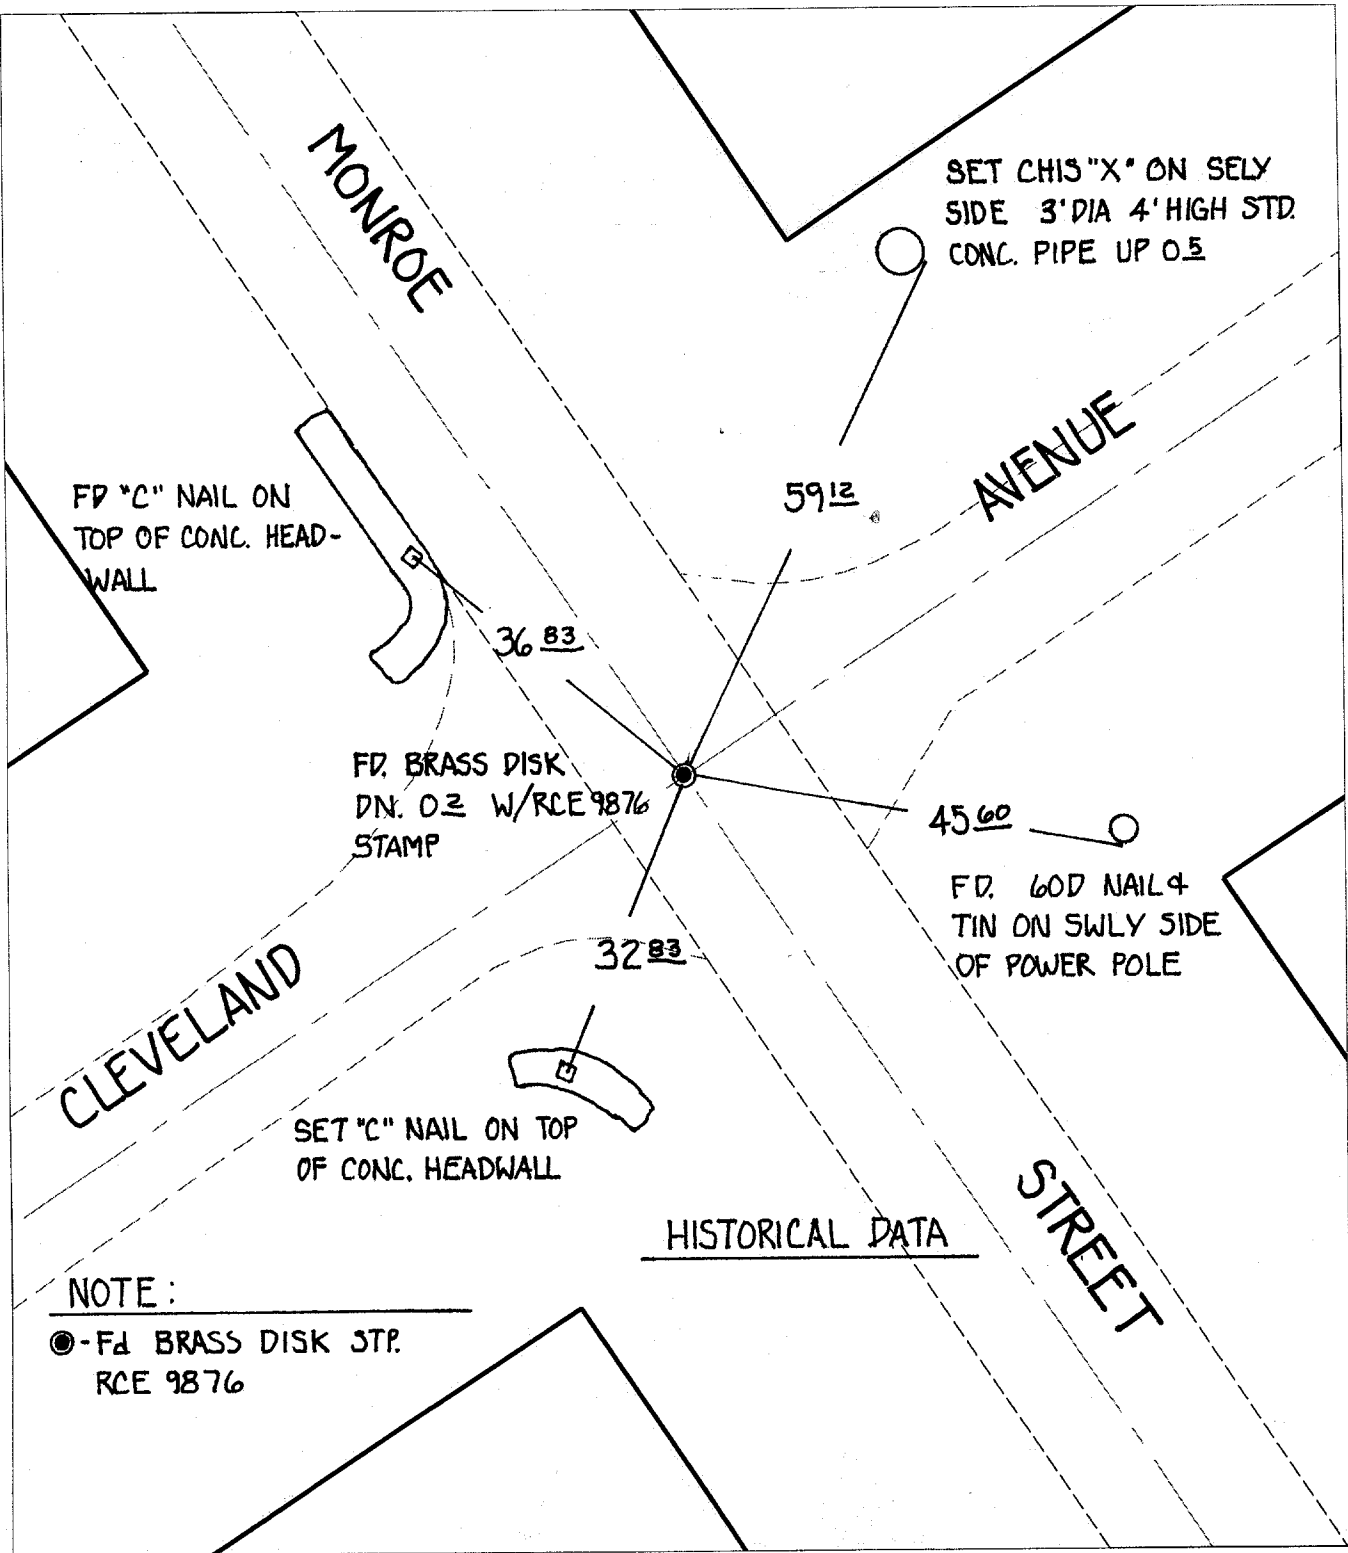 MONROE
SET CHIS "X" ON SELY
SIDE 3' DIA 4' HIGH STD.
CONC. PIPE UP 0.5
AVENUE
59 12
FD "C" NAIL ON
TOP OF CONC. HEAD-
WALL
36 83
FD. BRASS DISK
DN. 0.2 W/RCE 9876
STAMP
45 60
FD. 60D NAIL &
TIN ON SWLY SIDE
OF POWER POLE
32 83
CLEVELAND
SET "C" NAIL ON TOP
OF CONC. HEADWALL
STREET
HISTORICAL DATA
NOTE:
- Fd BRASS DISK STP.
RCE 9876